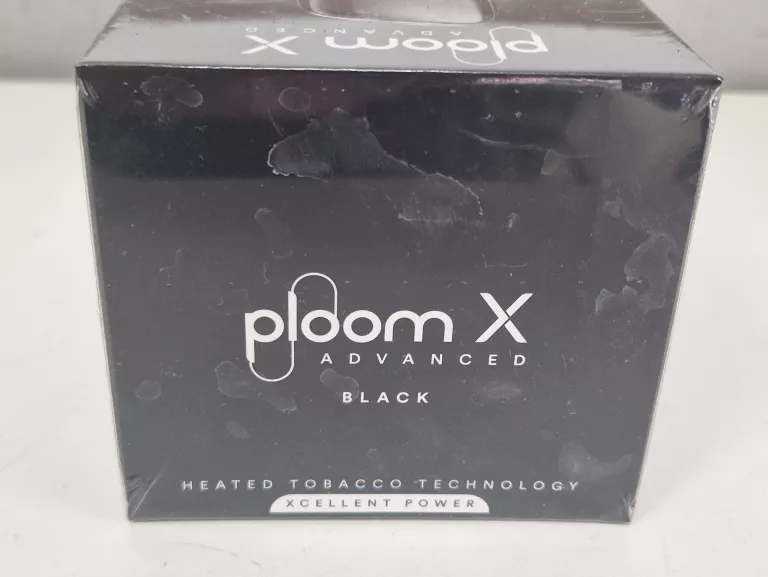 ploom X
ADVANCED
ploom X
ADVANCED
BLACK
HEATED TOBACCO TECHNOLOGY
XCELLENT POWER